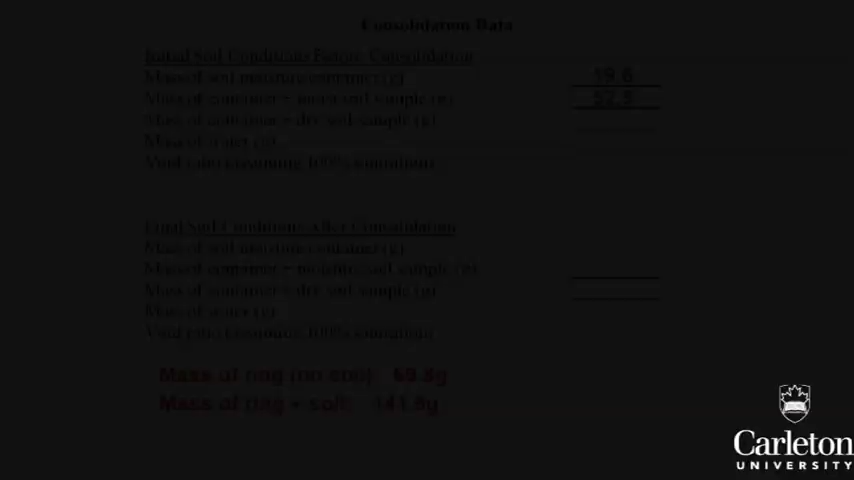 Consolidation Data
Initial Soil Conditions Before Consolidation
Mass of soil moisture container (g)
19.6
Mass of container + moist soil sample (g)
52.5
Mass of container + dry soil sample (g)
Mass of water (g)
Void ratio assuming 100% saturation
Final Soil Conditions After Consolidation
Mass of soil moisture container (g)
Mass of container + moisture soil sample (g)
Mass of container + dry soil sample (g)
Mass of water (g)
Void ratio assuming 100% saturation
Mass of ring (no soil) 69.8g
Mass of ring + soil: 141.8g
Carleton
UNIVERSITY